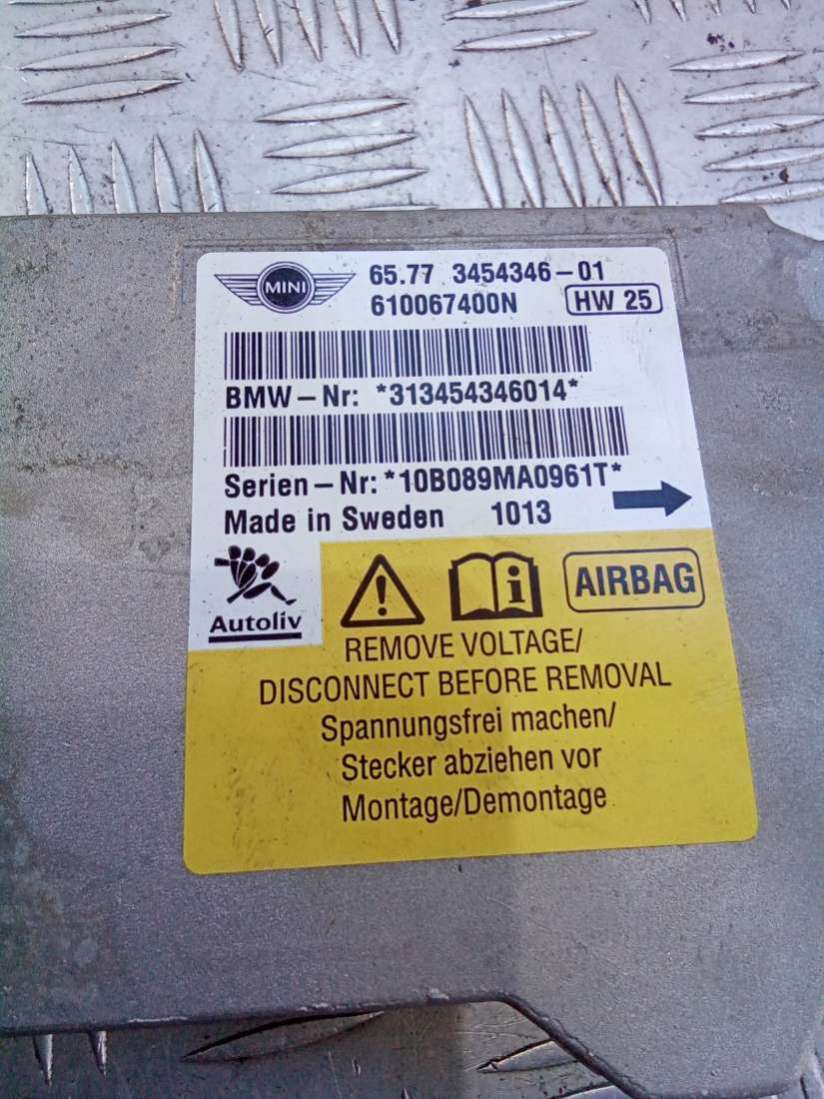 MINI
65.77 3454346-01
610067400N HW 25
BMW-Nr: *313454346014*
Serien-Nr: *10B089MA0961T*
Made in Sweden 1013
Autoliv
AIRBAG
REMOVE VOLTAGE/
DISCONNECT BEFORE REMOVAL
Spannungsfrei machen/
Stecker abziehen vor
Montage/Demontage